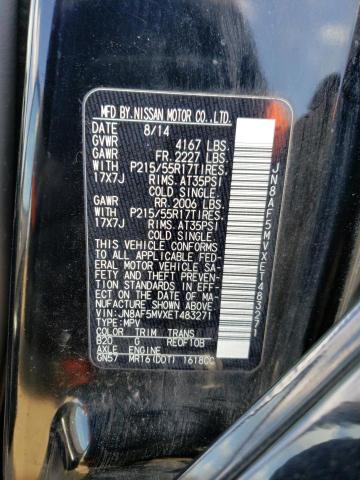 MFD BY. NISSAN MOTOR CO., LTD.
DATE 8/14
GVWR 4167 LBS.
GAWR FR. 2227 LBS.
WITH P215/55R17TIRES.
17X7J RIMS. AT35PSI
COLD SINGLE.
GAWR RR. 2006 LBS.
WITH P215/55R17TIRES.
17X7J RIMS. AT35PSI
COLD SINGLE.
THIS VEHICLE CONFORMS
TO ALL APPLICABLE FED-
ERAL MOTOR VEHICLE SA-
FETY AND THEFT PREVEN-
TION STANDARDS IN EFF-
ECT ON THE DATE OF MA-
NUFACTURE SHOWN ABOVE.
VIN: JN8AF5MVXET483271
TYPE: MPV
COLOR TRIM TRANS
820 G RE0F10B
AXLE ENGINE
GN57 MR16(DDT) 1618CC
JN8AF5MVXET483271